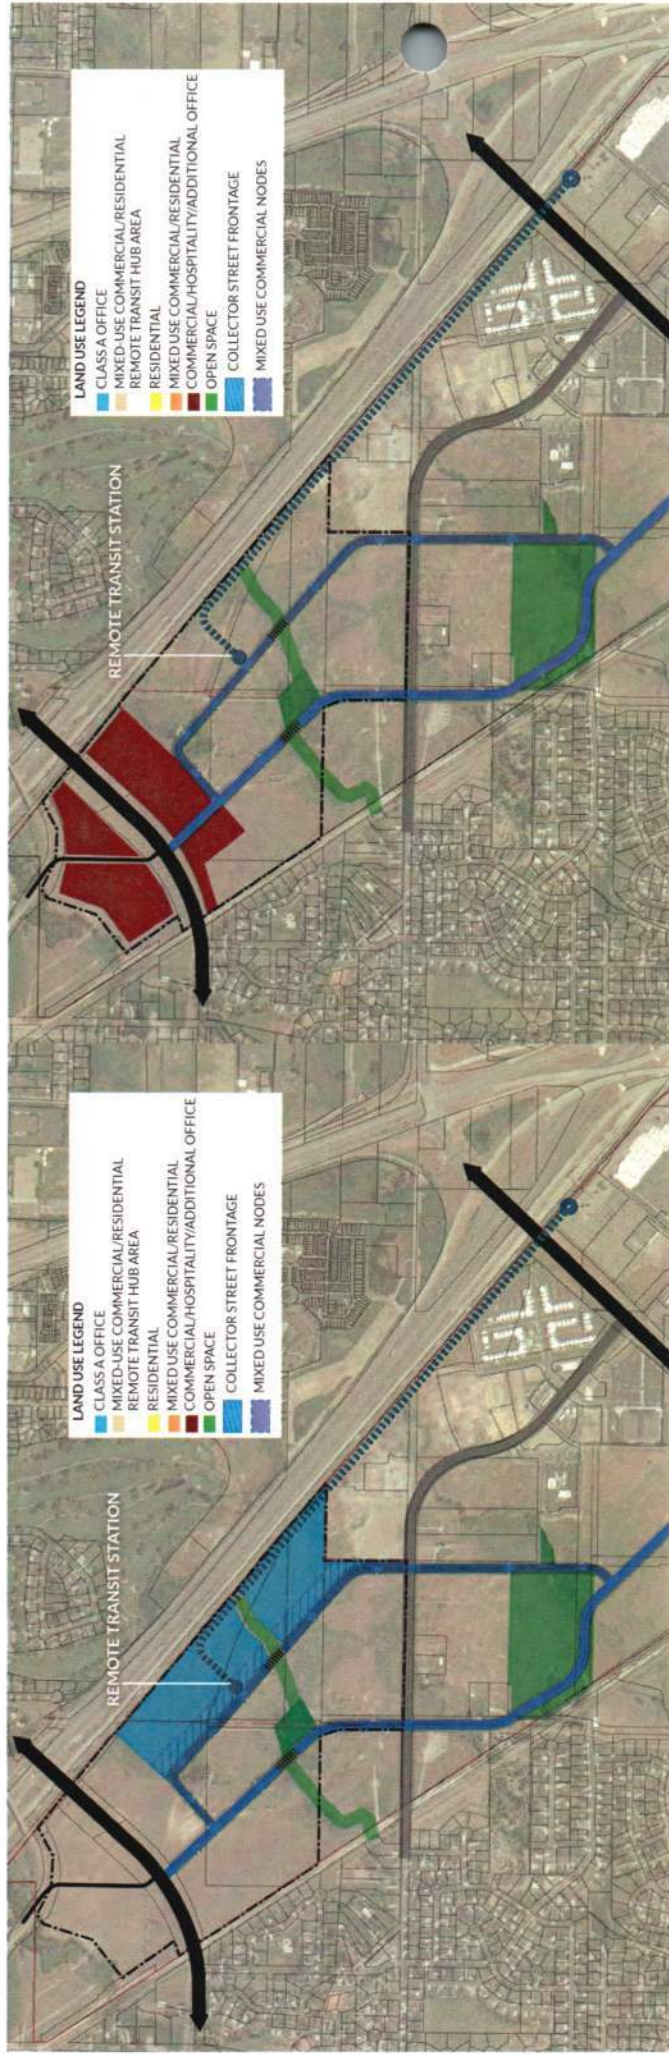 LAND USE LEGEND
CLASS A OFFICE
MIXED-USE COMMERCIAL/RESIDENTIAL
REMOTE TRANSIT HUB AREA
RESIDENTIAL
MIXED USE COMMERCIAL/RESIDENTIAL
COMMERCIAL/HOSPITALITY/ADDITIONAL OFFICE
OPEN SPACE
COLLECTOR STREET FRONTAGE
MIXED USE COMMERCIAL NODES
REMOTE TRANSIT STATION
LAND USE LEGEND
CLASS A OFFICE
MIXED-USE COMMERCIAL/RESIDENTIAL
REMOTE TRANSIT HUB AREA
RESIDENTIAL
MIXED USE COMMERCIAL/RESIDENTIAL
COMMERCIAL/HOSPITALITY/ADDITIONAL OFFICE
OPEN SPACE
COLLECTOR STREET FRONTAGE
MIXED USE COMMERCIAL NODES
REMOTE TRANSIT STATION